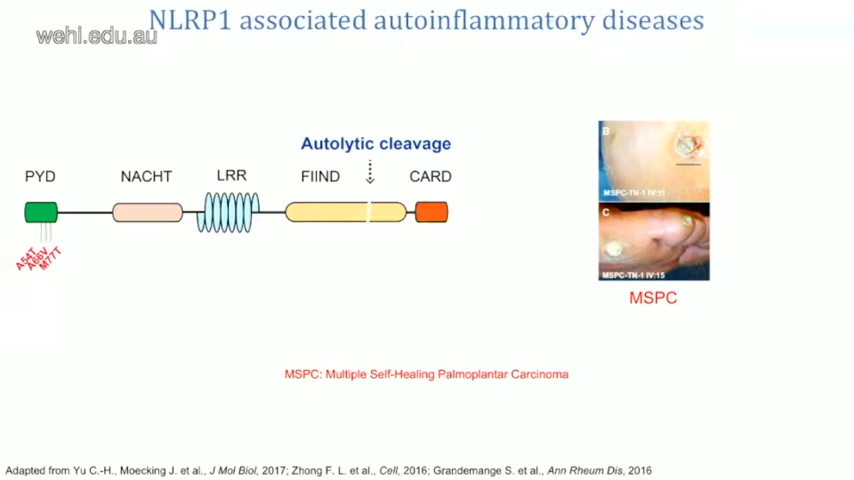 NLRP1 associated autoinflammatory diseases
wehi.edu.au
Autolytic cleavage
PYD NACHT LRR FIIND CARD
A54T
A66V
M77T
B
MSPC-TN-1 IV:11
C
MSPC-TN-1 IV:15
MSPC
MSPC: Multiple Self-Healing Palmoplantar Carcinoma
Adapted from Yu C.-H., Moecking J. et al., J Mol Biol, 2017; Zhong F. L. et al., Cell, 2016; Grandemange S. et al., Ann Rheum Dis, 2016